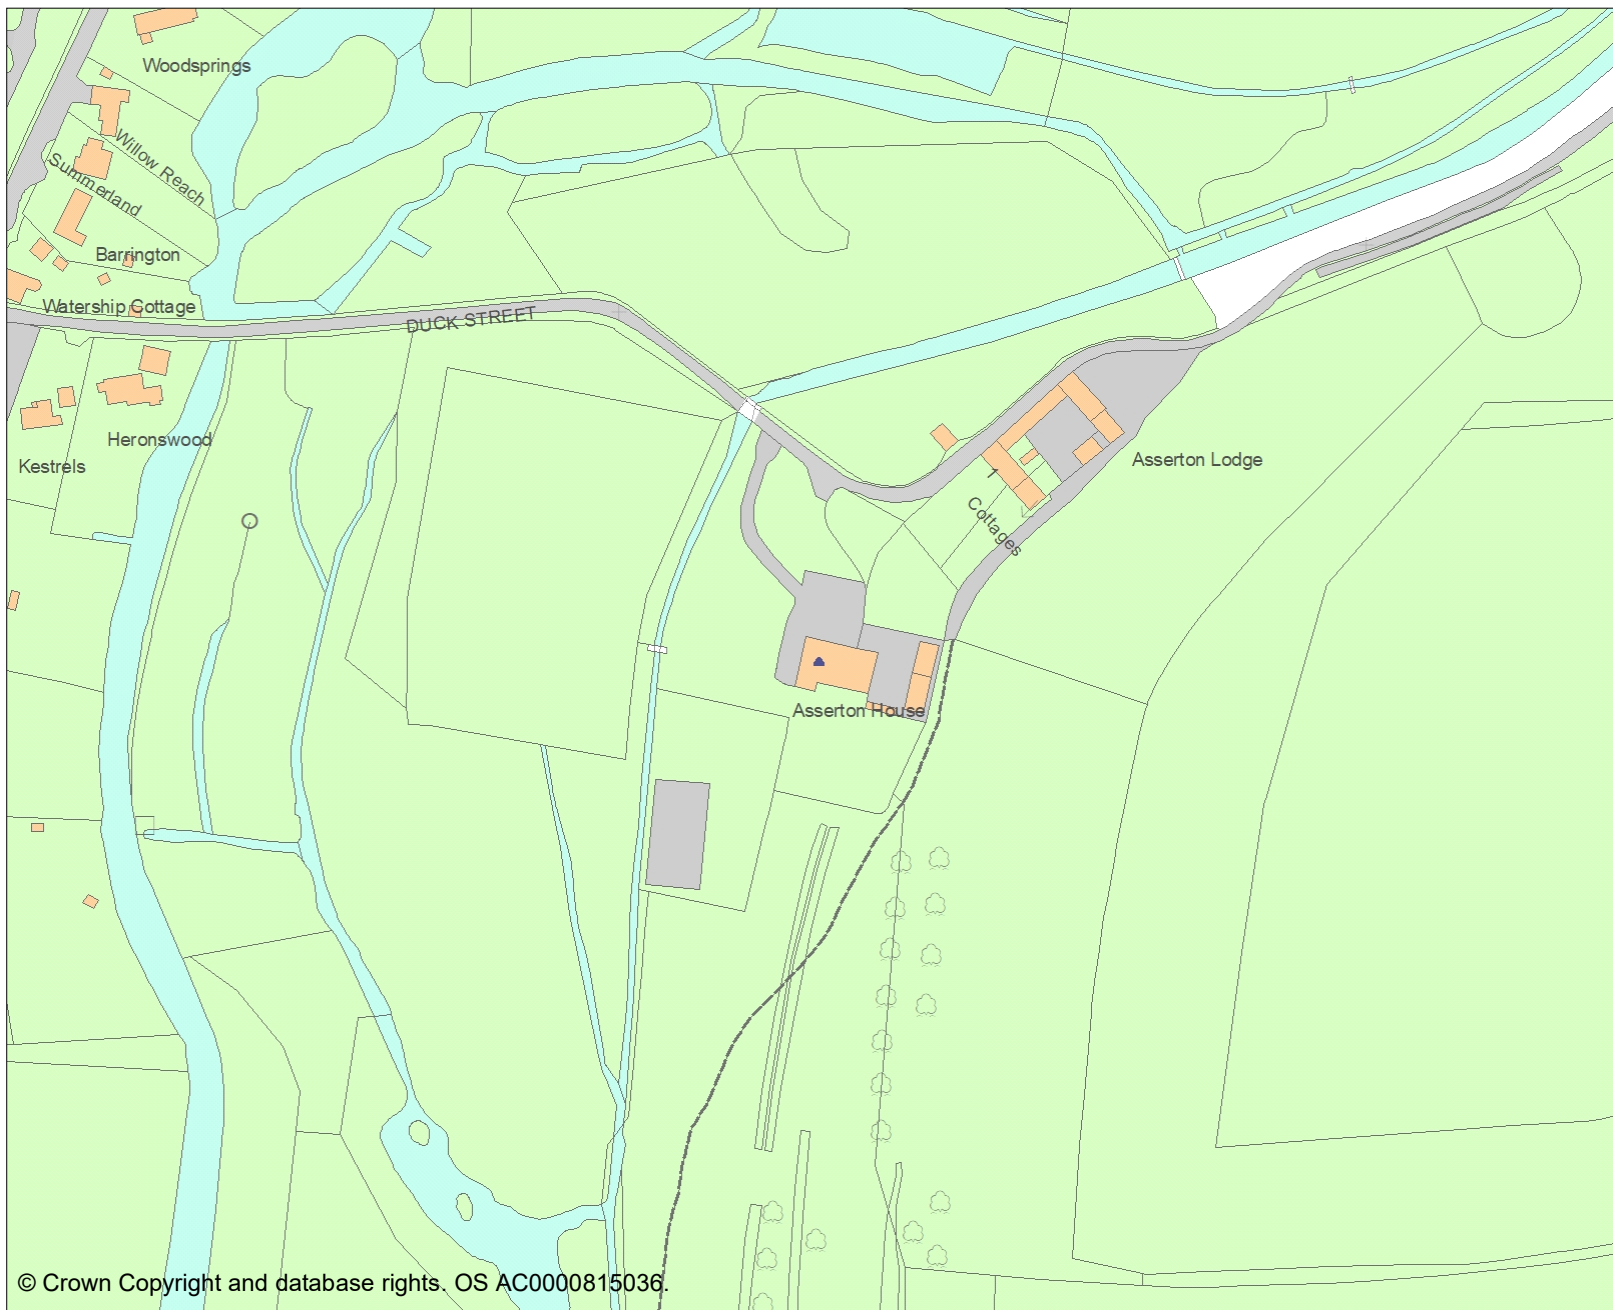 Woodsprings
Willow Reach
Summerland
Barrington
Watership Cottage
DUCK STREET
Heronswood
Kestrels
Asserton Lodge
1
Cottages
Asserton House
© Crown Copyright and database rights. OS AC0000815036.